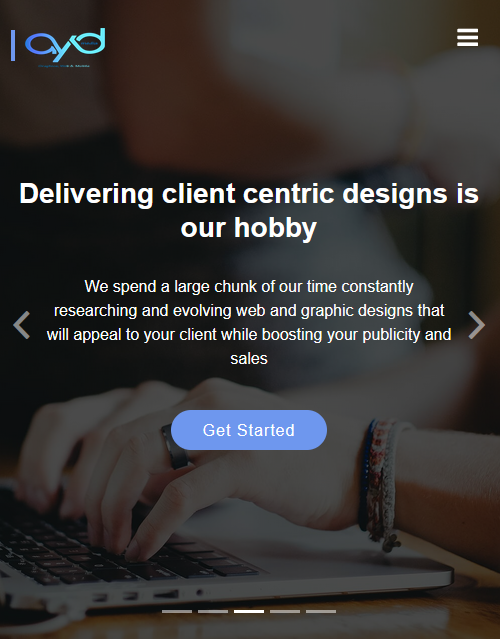 ayd
Delivering client centric designs is
our hobby
We spend a large chunk of our time constantly
researching and evolving web and graphic designs that
will appeal to your client while boosting your publicity and
sales
Get Started